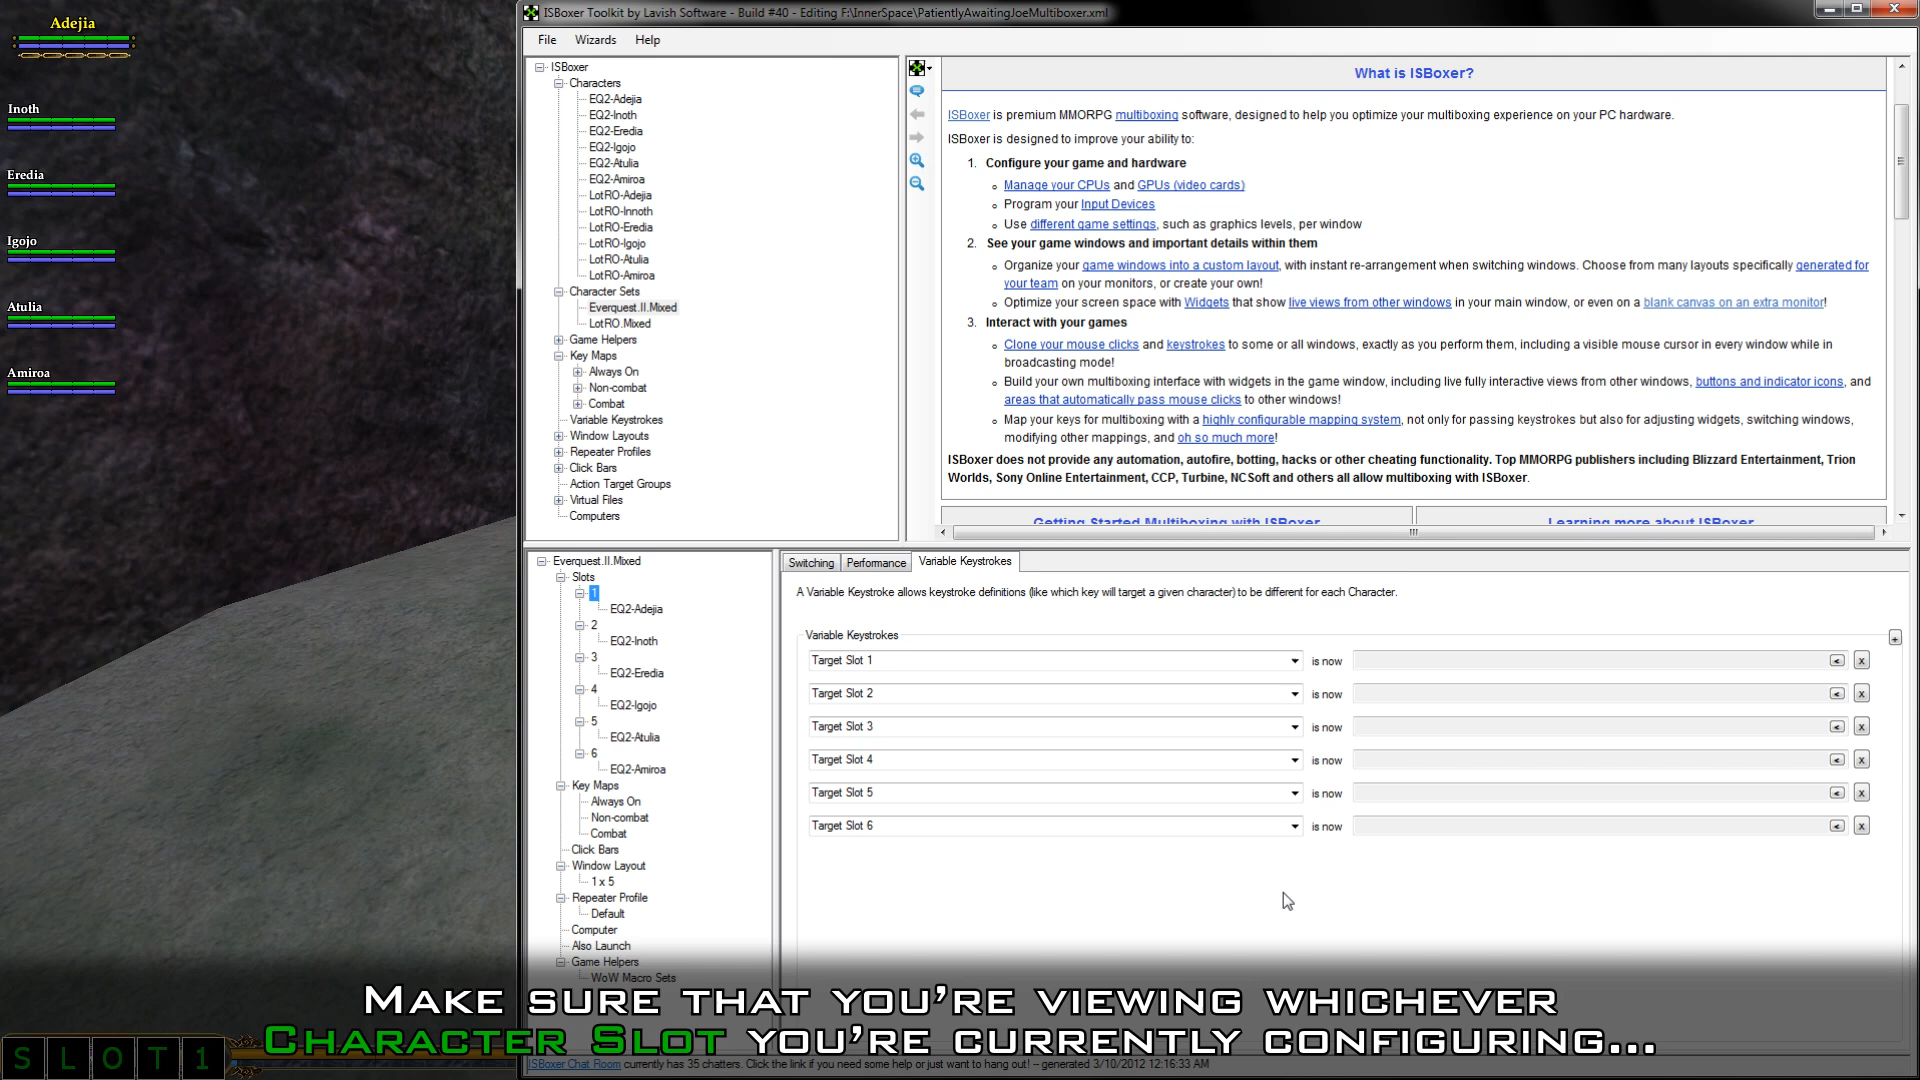 Adejia
Inoth
Eredia
Igojo
Atulia
Amiroa
ISBoxer Toolkit by Lavish Software - Build #40 - Editing F:\InnerSpace\PatientlyAwaitingJoeMultiboxer.xml
File Wizards Help
ISBoxer
Characters
EQ2-Adejia
EQ2-Inoth
EQ2-Eredia
EQ2-Igojo
EQ2-Atulia
EQ2-Amiroa
LotRO-Adejia
LotRO-Innoth
LotRO-Eredia
LotRO-Igojo
LotRO-Atulia
LotRO-Amiroa
Character Sets
Everquest.II.Mixed
LotRO.Mixed
Game Helpers
Key Maps
Always On
Non-combat
Combat
Variable Keystrokes
Window Layouts
Repeater Profiles
Click Bars
Action Target Groups
Virtual Files
Computers
What is ISBoxer?
ISBoxer is premium MMORPG multiboxing software, designed to help you optimize your multiboxing experience on your PC hardware.
ISBoxer is designed to improve your ability to:
1. Configure your game and hardware
Manage your CPUs and GPUs (video cards)
Program your Input Devices
Use different game settings, such as graphics levels, per window
2. See your game windows and important details within them
Organize your game windows into a custom layout, with instant re-arrangement when switching windows. Choose from many layouts specifically generated for
your team on your monitors, or create your own!
Optimize your screen space with Widgets that show live views from other windows in your main window, or even on a blank canvas on an extra monitor!
3. Interact with your games
Clone your mouse clicks and keystrokes to some or all windows, exactly as you perform them, including a visible mouse cursor in every window while in
broadcasting mode!
Build your own multiboxing interface with widgets in the game window, including live fully interactive views from other windows, buttons and indicator icons, and
areas that automatically pass mouse clicks to other windows!
Map your keys for multiboxing with a highly configurable mapping system, not only for passing keystrokes but also for adjusting widgets, switching windows,
modifying other mappings, and oh so much more!
ISBoxer does not provide any automation, autofire, botting, hacks or other cheating functionality. Top MMORPG publishers including Blizzard Entertainment, Trion
Worlds, Sony Online Entertainment, CCP, Turbine, NCSoft and others all allow multiboxing with ISBoxer.
Getting Started Multiboxing with ISBoxer
Learning more about ISBoxer
Everquest.II.Mixed
Slots
1
EQ2-Adejia
2
EQ2-Inoth
3
EQ2-Eredia
4
EQ2-Igojo
5
EQ2-Atulia
6
EQ2-Amiroa
Key Maps
Always On
Non-combat
Combat
Click Bars
Window Layout
1 x 5
Repeater Profile
Default
Computer
Also Launch
Game Helpers
WoW Macro Sets
Switching Performance Variable Keystrokes
A Variable Keystroke allows keystroke definitions (like which key will target a given character) to be different for each Character.
Variable Keystrokes
+
Target Slot 1 is now < x
Target Slot 2 is now < x
Target Slot 3 is now < x
Target Slot 4 is now < x
Target Slot 5 is now < x
Target Slot 6 is now < x
Make sure that you're viewing whichever
Character Slot you're currently configuring...
SLOT1
ISBoxer Chat Room currently has 35 chatters. Click the link if you need some help or just want to hang out! -- generated 3/10/2012 12:16:33 AM